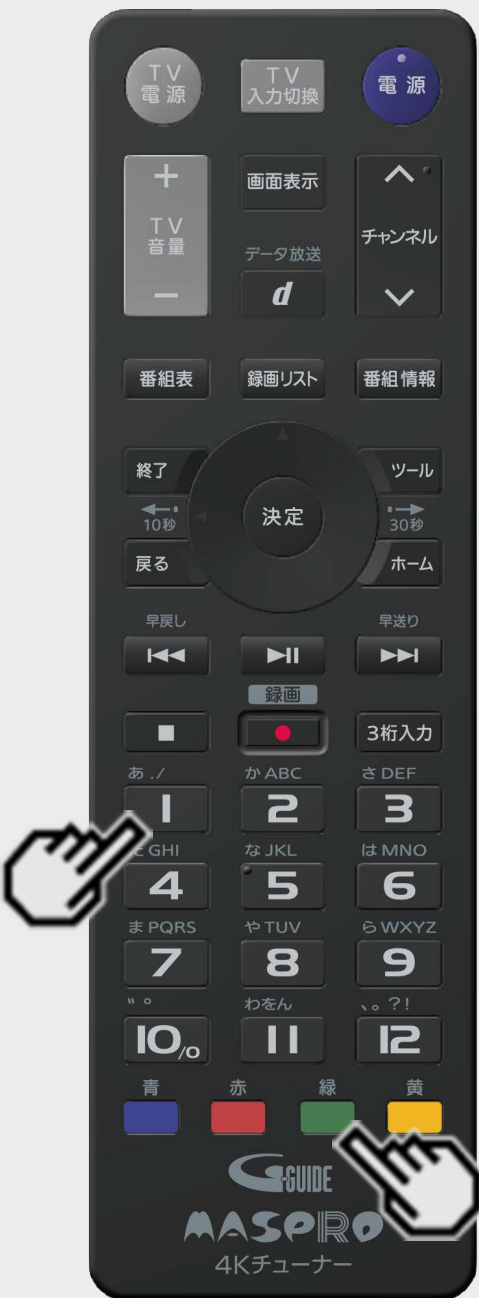 TV
電源
TV
入力切換
電源
+
TV
音量
−
画面表示
データ放送
d
チャンネル
番組表
録画リスト
番組情報
終了
ツール
10秒
決定
30秒
戻る
ホーム
早戻し
早送り
録画
3桁入力
あ ./
か ABC
さ DEF
1
2
3
GHI
な JKL
は MNO
4
5
6
ま PQRS
や TUV
ら WXYZ
7
8
9
" °
わをん
、。?!
10/0
11
12
青
赤
緑
黄
G-GUIDE
MASPRO
4Kチューナー